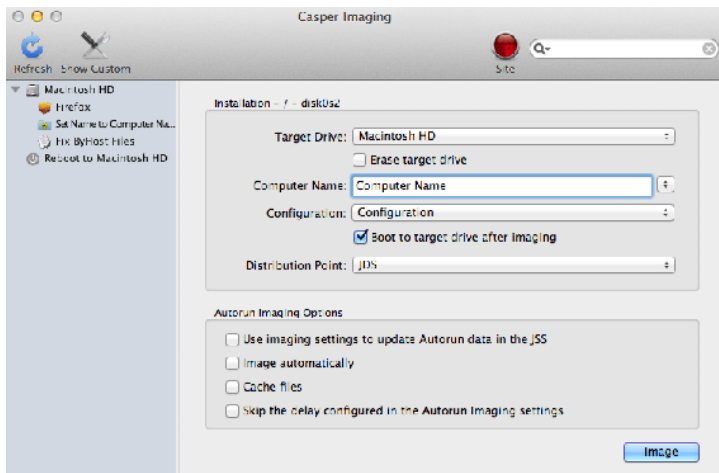 Casper Imaging
Refresh Show Custom
Site
Macintosh HD
Firefox
Set Name to Computer Na...
Fix ByHost Files
Reboot to Macintosh HD
Installation - / - disk0s2
Target Drive: Macintosh HD
Erase target drive
Computer Name: Computer Name
Configuration: Configuration
Boot to target drive after imaging
Distribution Point: JDS
Autorun Imaging Options
Use imaging settings to update Autorun data in the JSS
Image automatically
Cache files
Skip the delay configured in the Autorun Imaging settings
Image